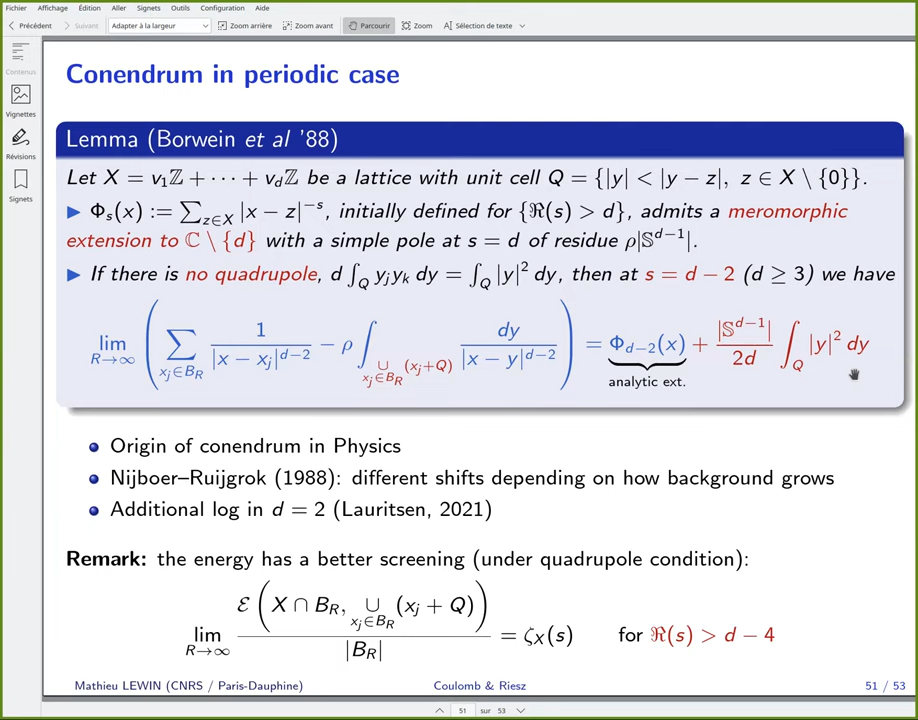 Fichier Affichage Édition Aller Signets Outils Configuration Aide
Précédent Suivant Adapter à la largeur Zoom arrière Zoom avant Parcourir Zoom Sélection de texte
Contenus
Vignettes
Révisions
Signets
Conendrum in periodic case
Lemma (Borwein et al '88)
Let X = v₁ℤ + · · · + v_dℤ be a lattice with unit cell Q = {|y| < |y − z|, z ∈ X \ {0}}.
▶ Φ_s(x) := ∑_{z∈X} |x − z|^{−s}, initially defined for {ℜ(s) > d}, admits a meromorphic
extension to ℂ \ {d} with a simple pole at s = d of residue ρ|𝕊^{d−1}|.
▶ If there is no quadrupole, d ∫_Q y_j y_k dy = ∫_Q |y|² dy, then at s = d − 2 (d ≥ 3) we have
lim_{R→∞} ( ∑_{x_j∈B_R} 1/|x − x_j|^{d−2} − ρ ∫_{∪_{x_j∈B_R}(x_j+Q)} dy/|x − y|^{d−2} ) = Φ_{d−2}(x) + |𝕊^{d−1}|/2d ∫_Q |y|² dy
analytic ext.
• Origin of conendrum in Physics
• Nijboer–Ruijgrok (1988): different shifts depending on how background grows
• Additional log in d = 2 (Lauritsen, 2021)
Remark: the energy has a better screening (under quadrupole condition):
lim_{R→∞} ℰ(X ∩ B_R, ∪_{x_j∈B_R}(x_j + Q))/|B_R| = ζ_X(s) for ℜ(s) > d − 4
Mathieu LEWIN (CNRS / Paris-Dauphine) Coulomb & Riesz 51 / 53
51 sur 53